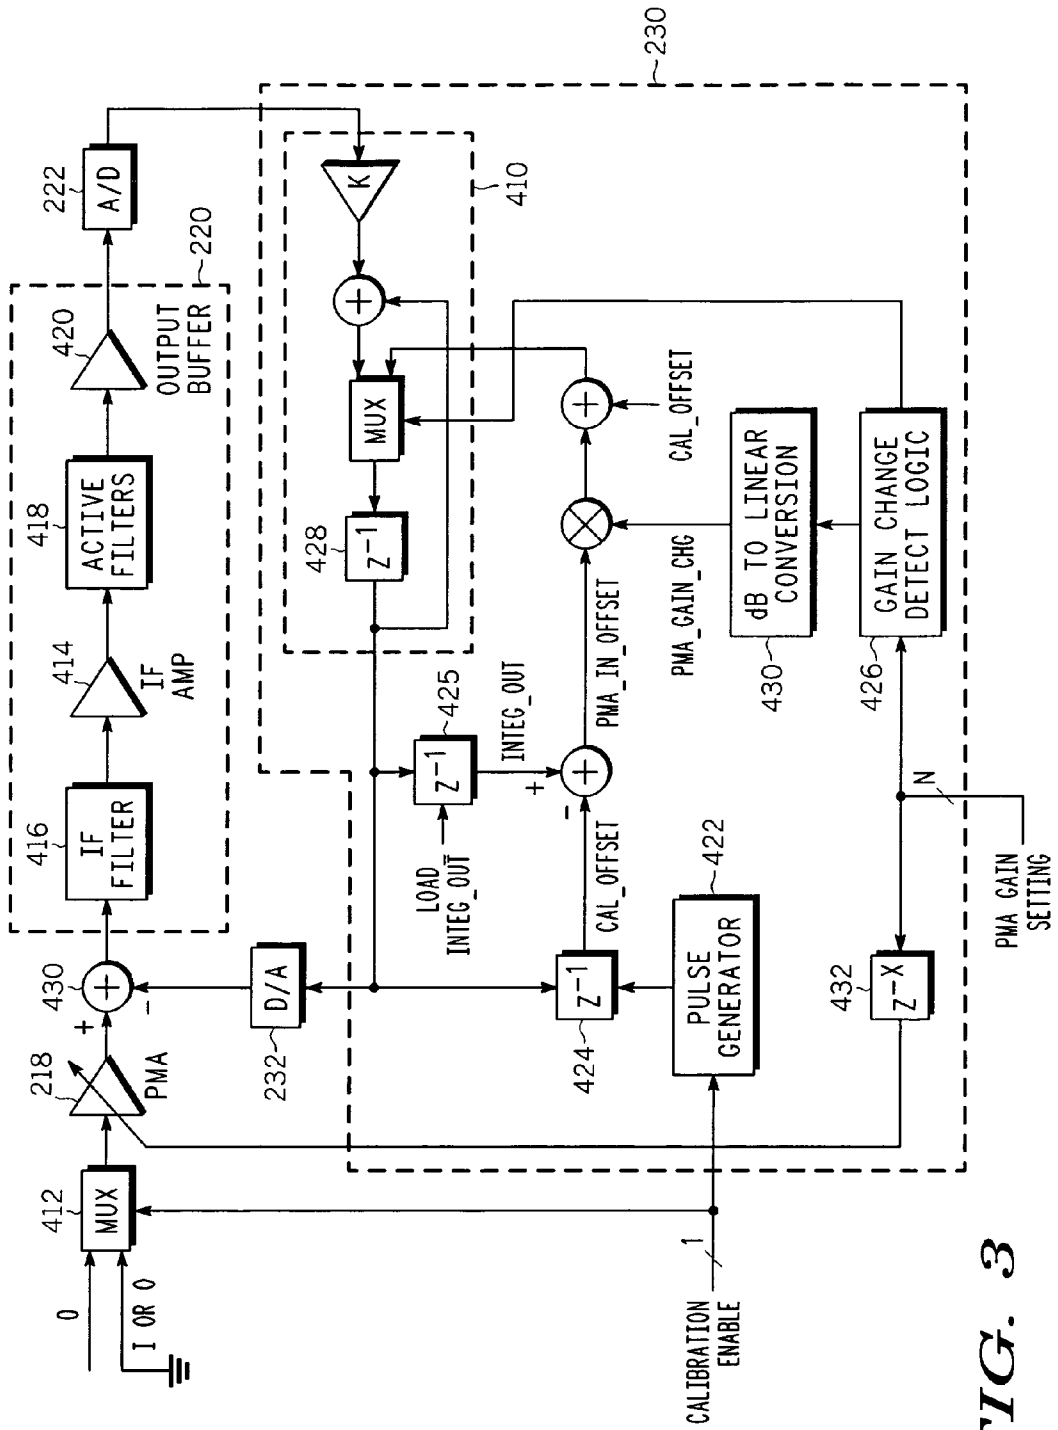 0
I OR 0
412
MUX
218
PMA
+
-
430
+
416
IF
FILTER
414
IF
AMP
418
ACTIVE
FILTERS
420
OUTPUT
BUFFER
220
222
A/D
232
D/A
428
Z-1
MUX
+
K
410
230
LOAD
INTEG_OUT
Z-1
425
INTEG_OUT
424
Z-1
CAL_OFFSET
-
+
+
PMA_IN_OFFSET
+
CAL_OFFSET
PULSE
GENERATOR
422
PMA_GAIN_CHG
430
dB TO LINEAR
CONVERSION
432
Z-X
426
GAIN CHANGE
DETECT LOGIC
N
PMA GAIN
SETTING
CALIBRATION
ENABLE
1
FIG. 3